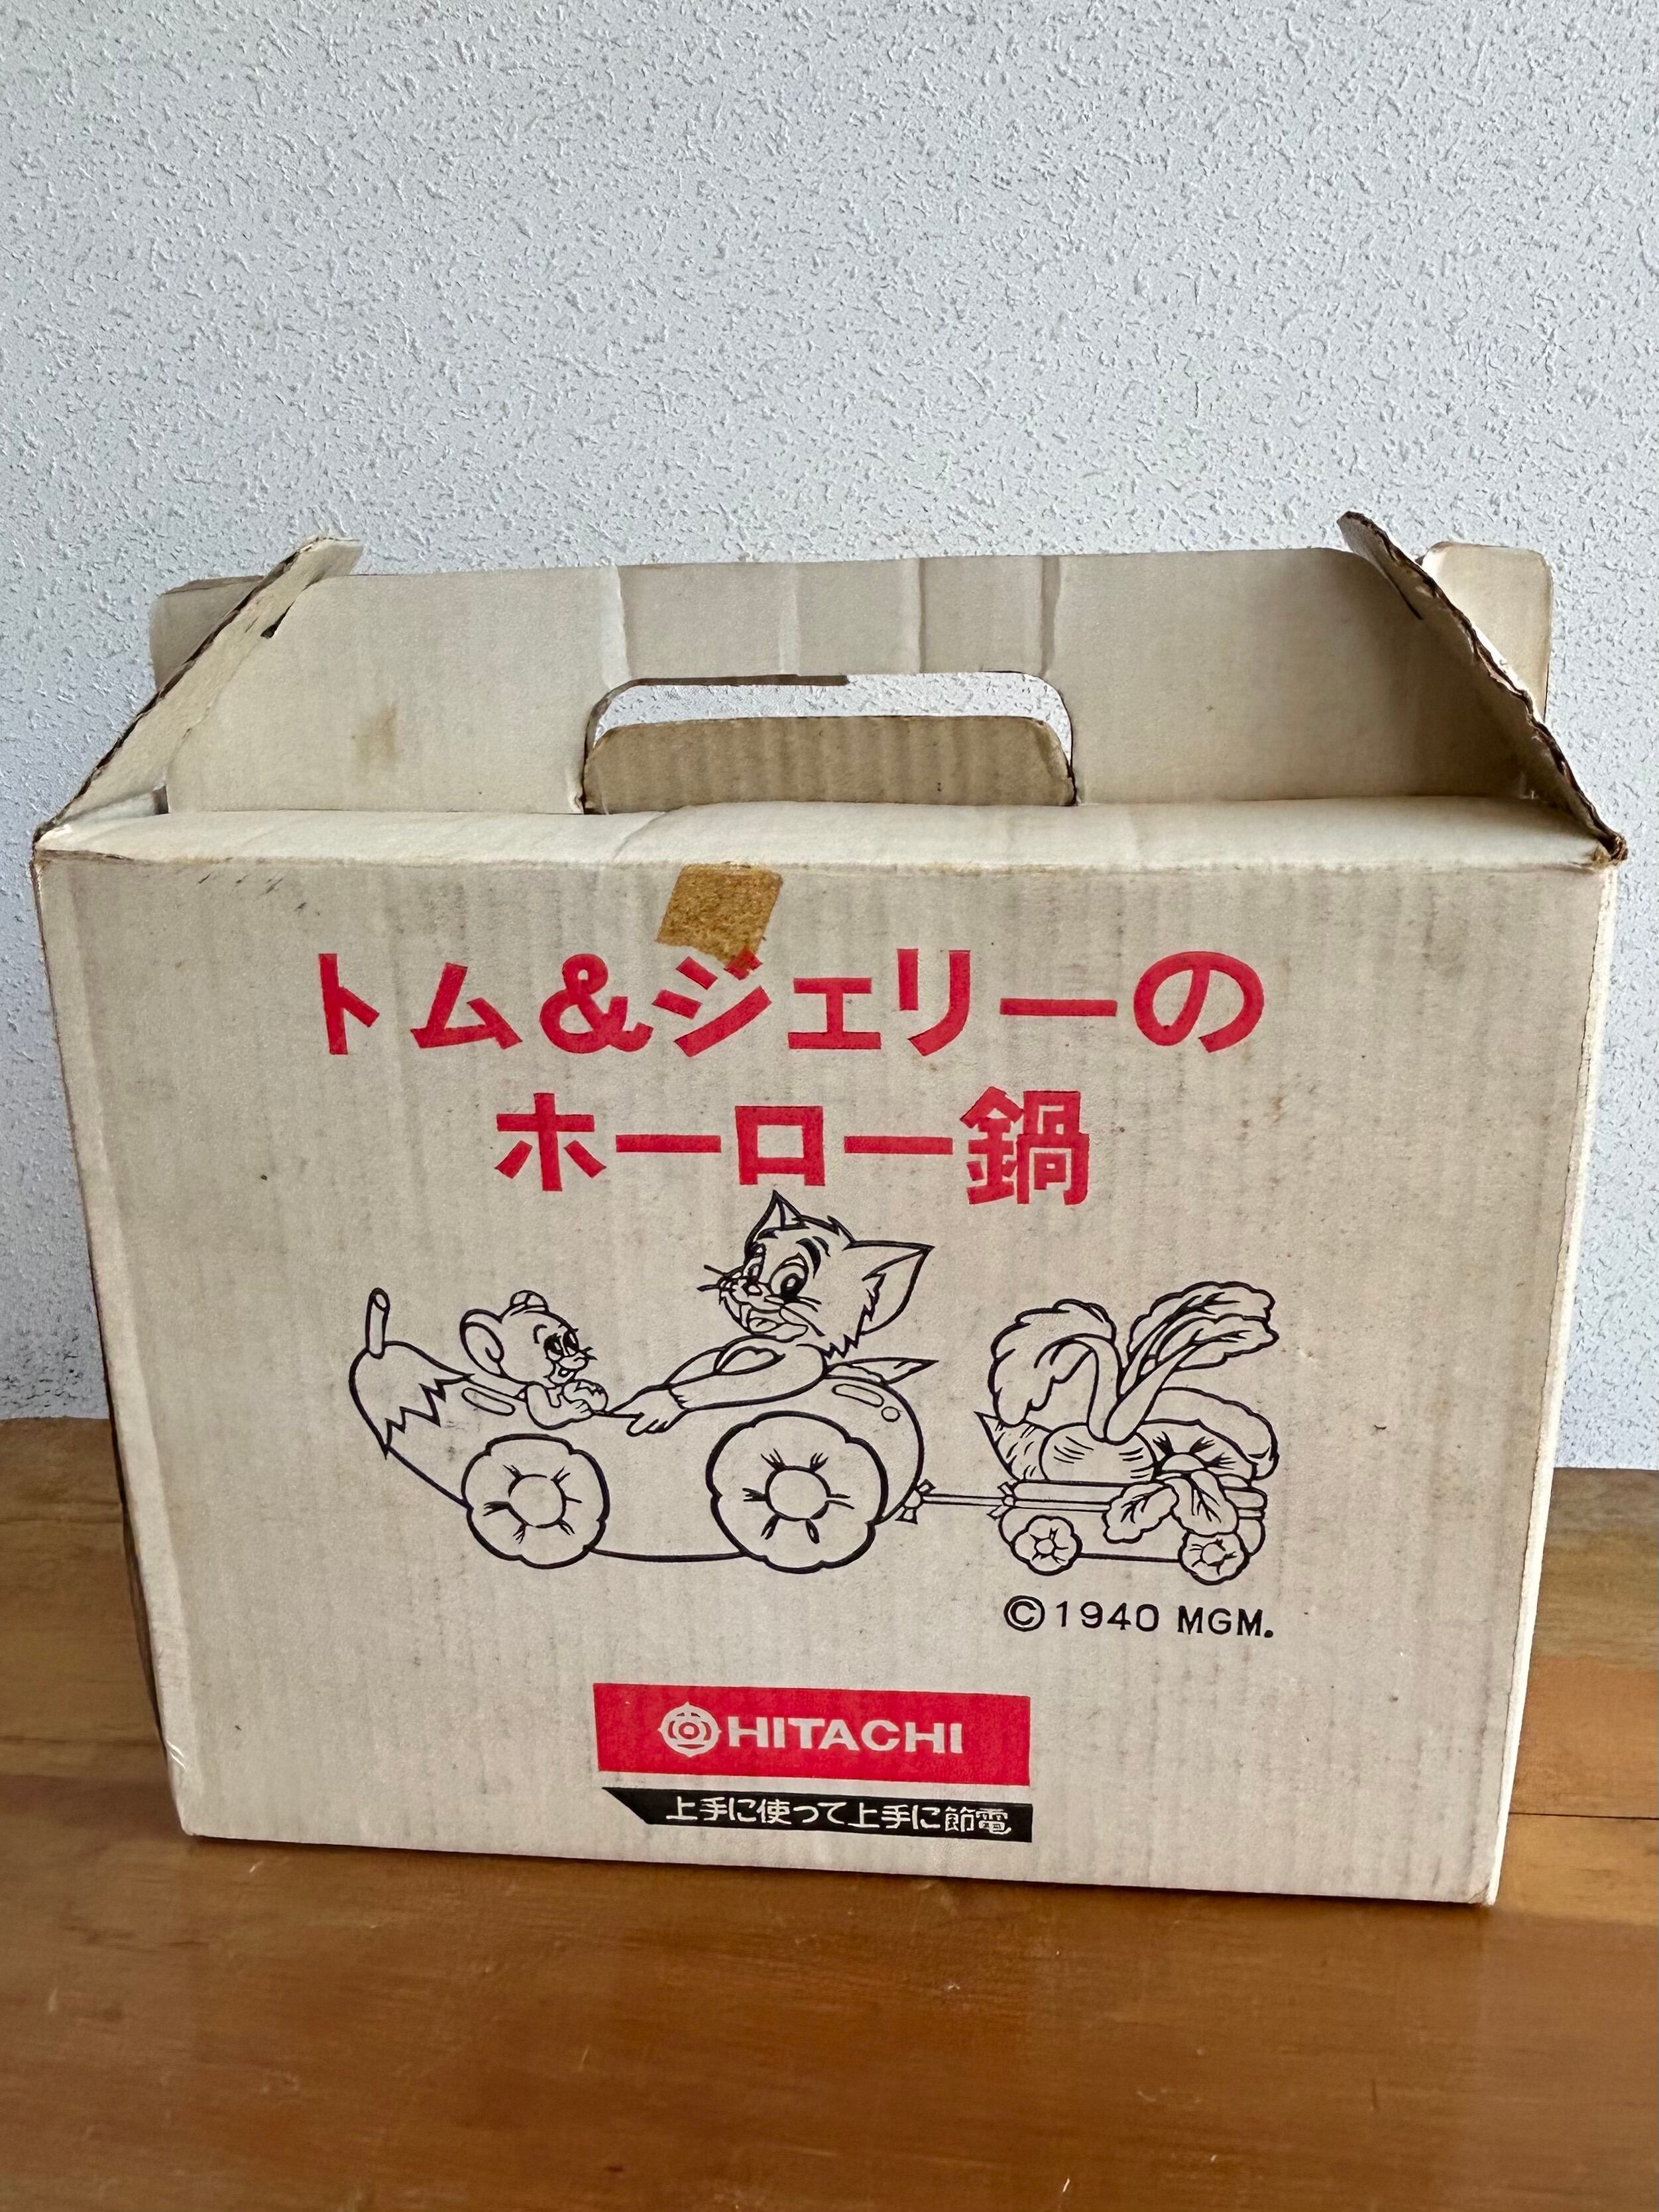 トム&ジェリーの
ホーロー鍋
©1940 MGM.
HITACHI
上手に使って上手に節電